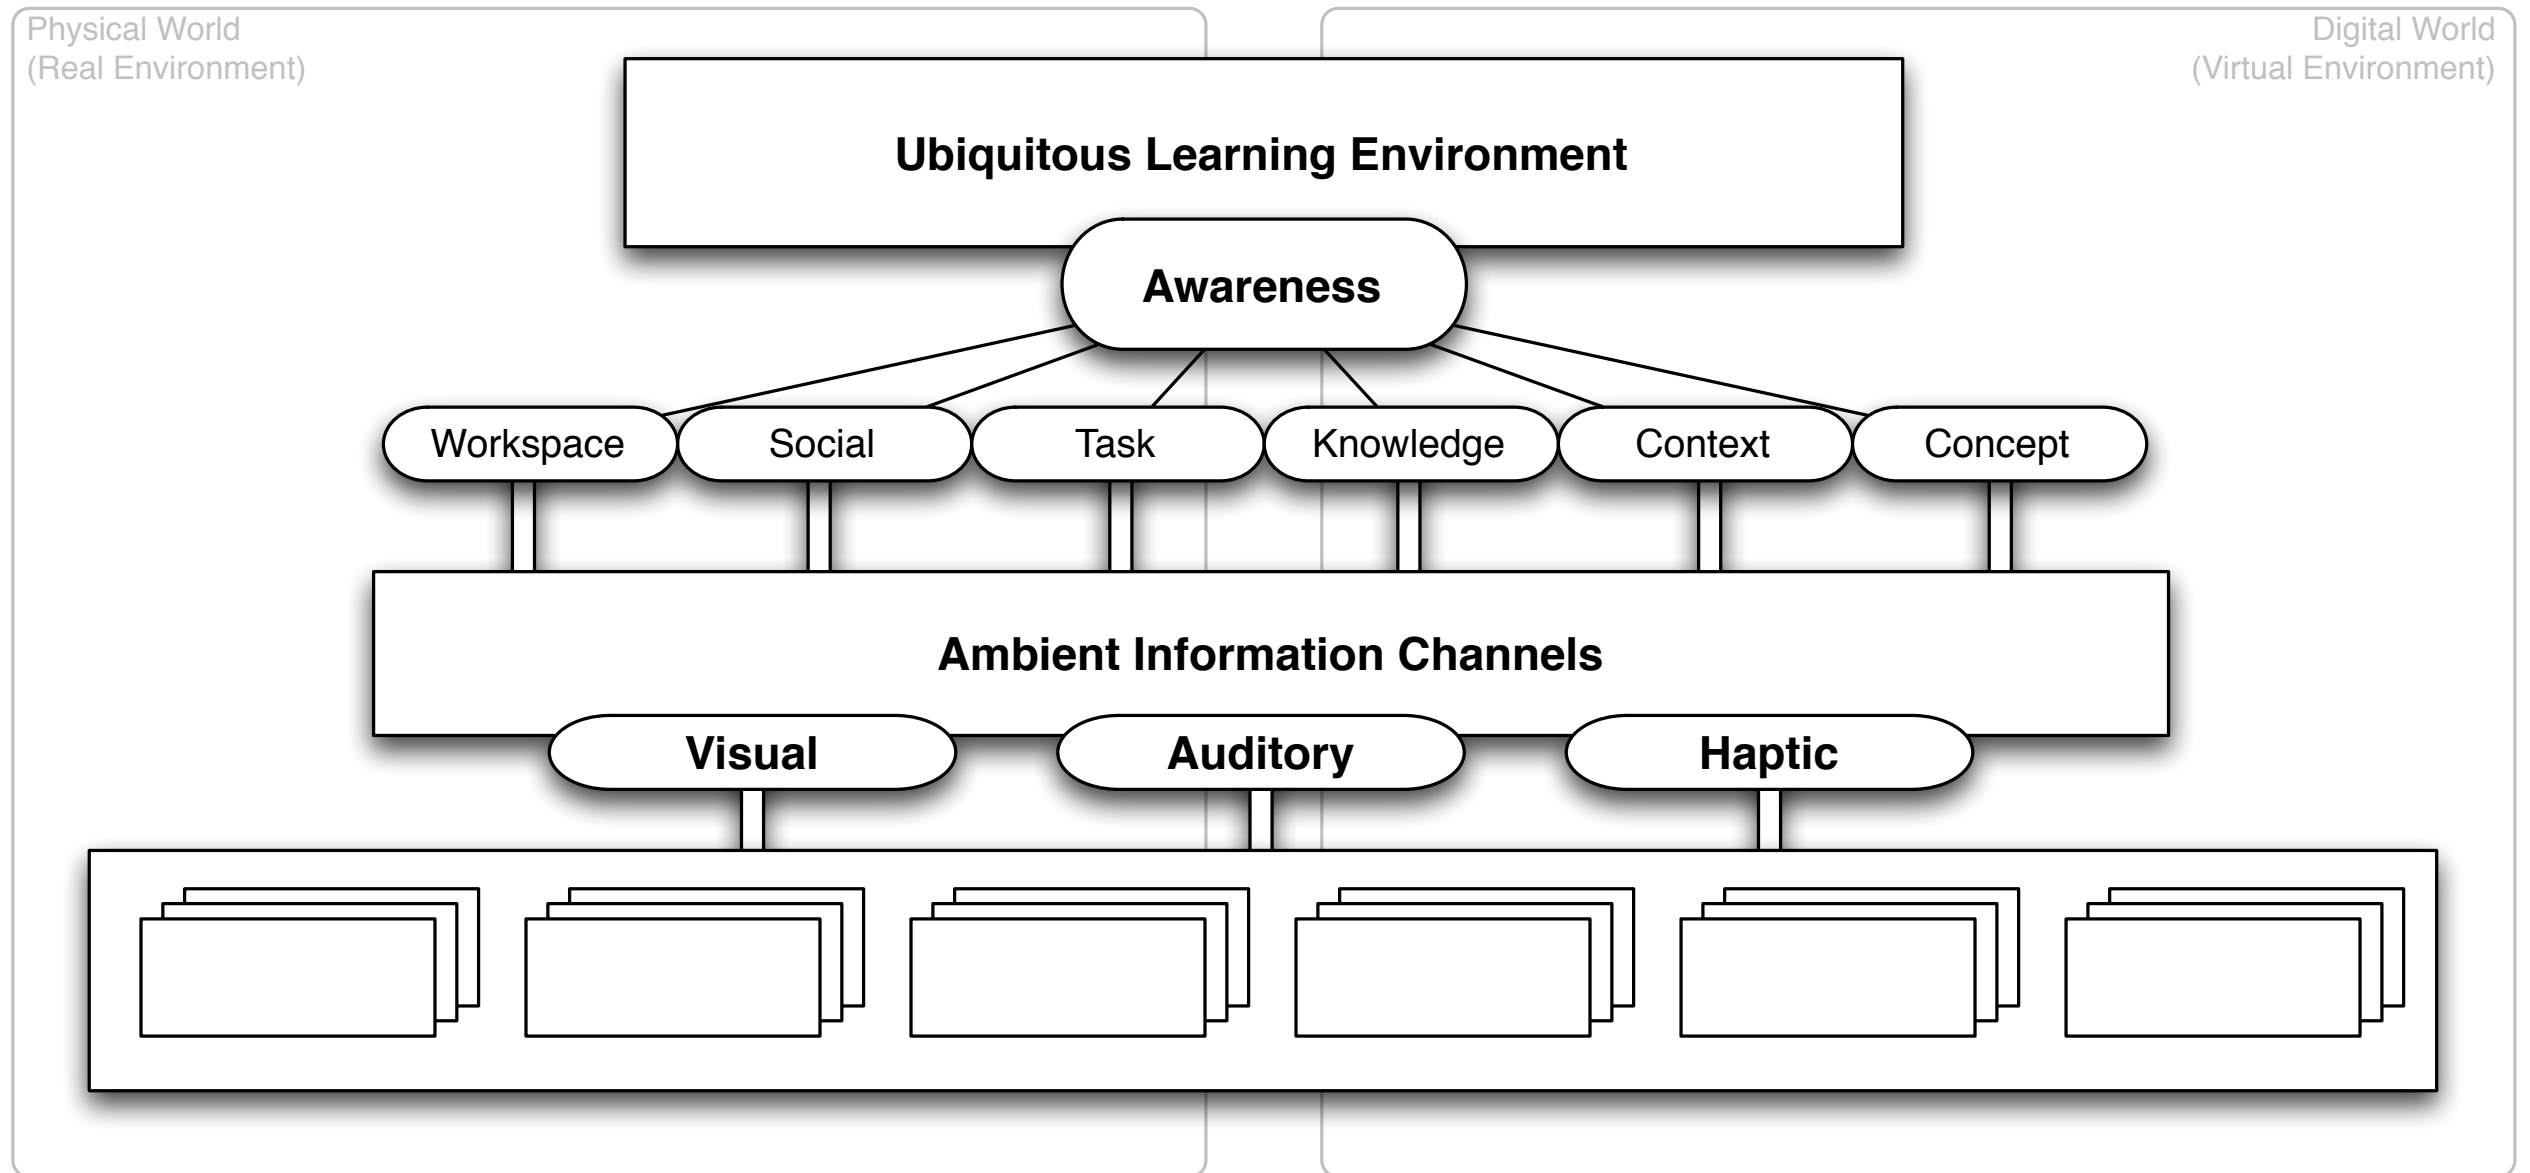 Physical World
(Real Environment)
Digital World
(Virtual Environment)
Ubiquitous Learning Environment
Awareness
Workspace
Social
Task
Knowledge
Context
Concept
Ambient Information Channels
Visual
Auditory
Haptic